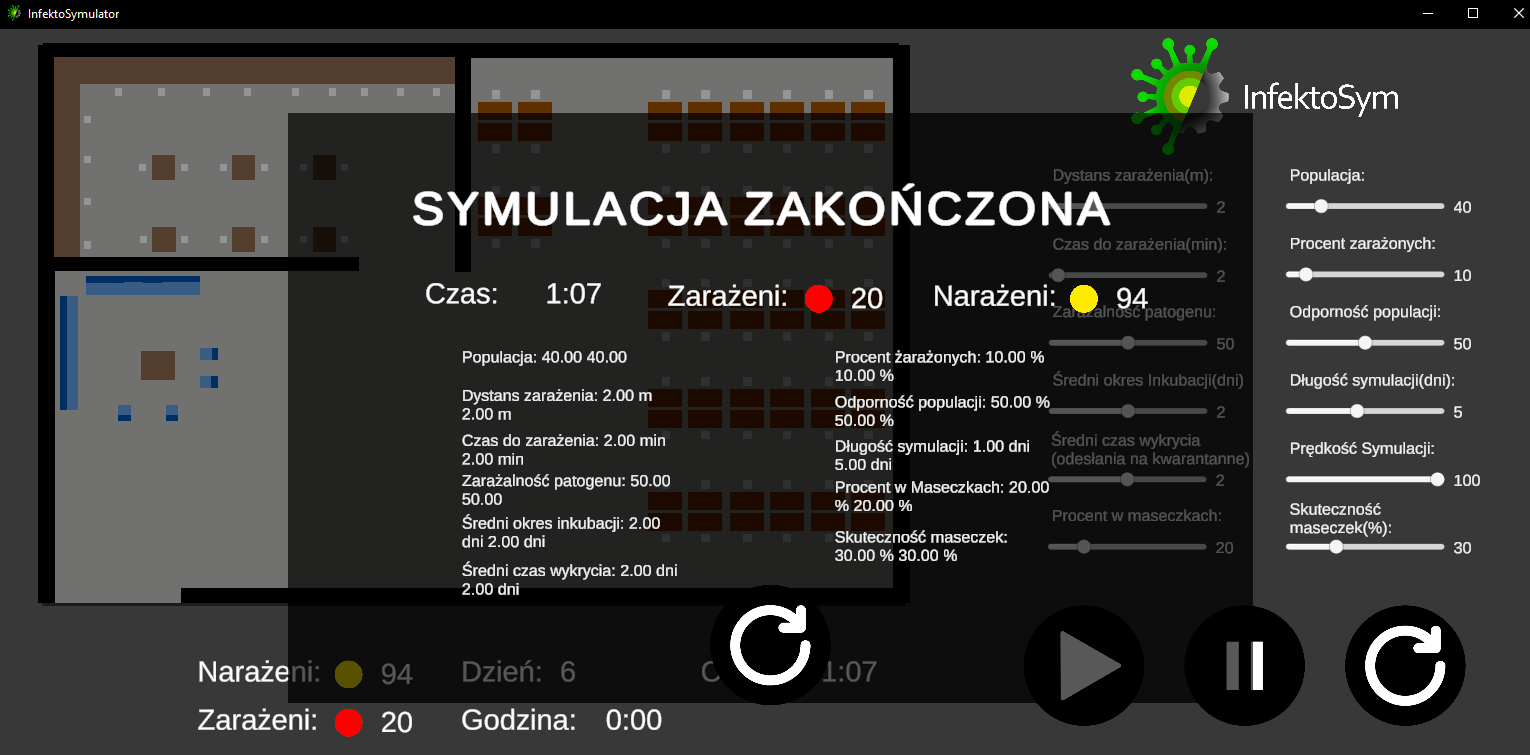 InfektoSymulator
InfektoSym
SYMULACJA ZAKOŃCZONA
Czas: 1:07
Zarażeni: 20
Narażeni: 94
Populacja: 40.00 40.00
Dystans zarażenia: 2.00 m
2.00 m
Czas do zarażenia: 2.00 min
2.00 min
Zarażalność patogenu: 50.00
50.00
Średni okres inkubacji: 2.00
dni 2.00 dni
Średni czas wykrycia: 2.00 dni
2.00 dni
Procent żarażonych: 10.00 %
10.00 %
Odporność populacji: 50.00 %
50.00 %
Długość symulacji: 1.00 dni
5.00 dni
Procent w Maseczkach: 20.00
% 20.00 %
Skuteczność maseczek:
30.00 % 30.00 %
Dystans zarażenia(m):
2
Czas do zarażenia(min):
2
Zarażalność patogenu:
50
Średni okres Inkubacji(dni)
2
Średni czas wykrycia
(odesłania na kwarantanne)
2
Procent w maseczkach:
20
Populacja:
40
Procent zarażonych:
10
Odporność populacji:
50
Długość symulacji(dni):
5
Prędkość Symulacji:
100
Skuteczność
maseczek(%):
30
Narażeni: 94
Dzień: 6
1:07
Zarażeni: 20
Godzina: 0:00